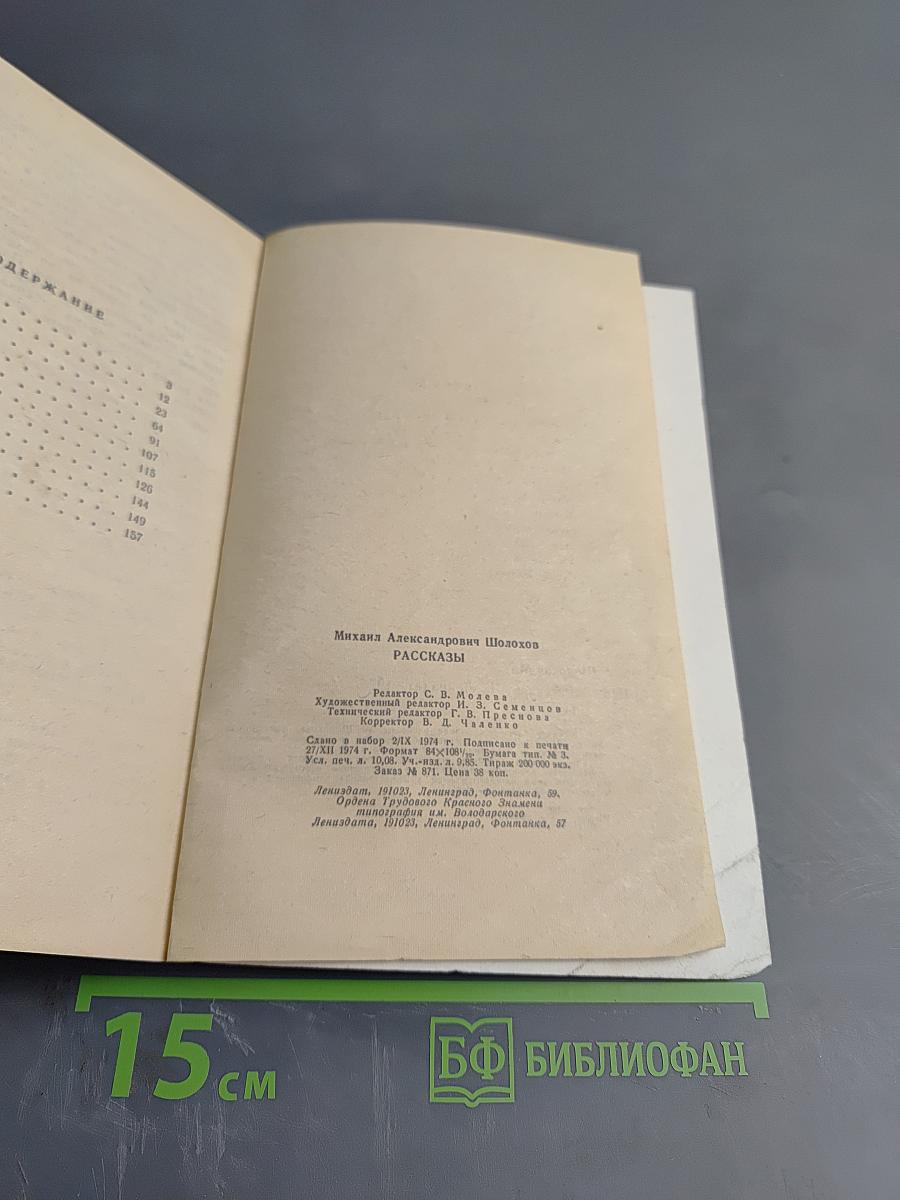 ОДЕРЖАНИЕ
3
12
23
64
91
107
115
126
144
149
157
Михаил Александрович Шолохов
РАССКАЗЫ
Редактор С. В. Молева
Художественный редактор И. З. Семенцов
Технический редактор Г. В. Преснова
Корректор В. Д. Чаленко
Сдано в набор 2/IX 1974 г. Подписано к печати
27/XII 1974 г. Формат 84×108¹/₃₂. Бумага тип. № 3.
Усл. печ. л. 10,08. Уч.-изд. л. 9,85. Тираж 200 000 экз.
Заказ № 871. Цена 38 коп.
Лениздат, 191023, Ленинград, Фонтанка, 59.
Ордена Трудового Красного Знамени
типография им. Володарского
Лениздата, 191023, Ленинград, Фонтанка, 57
15 см
БФ БИБЛИОФАН